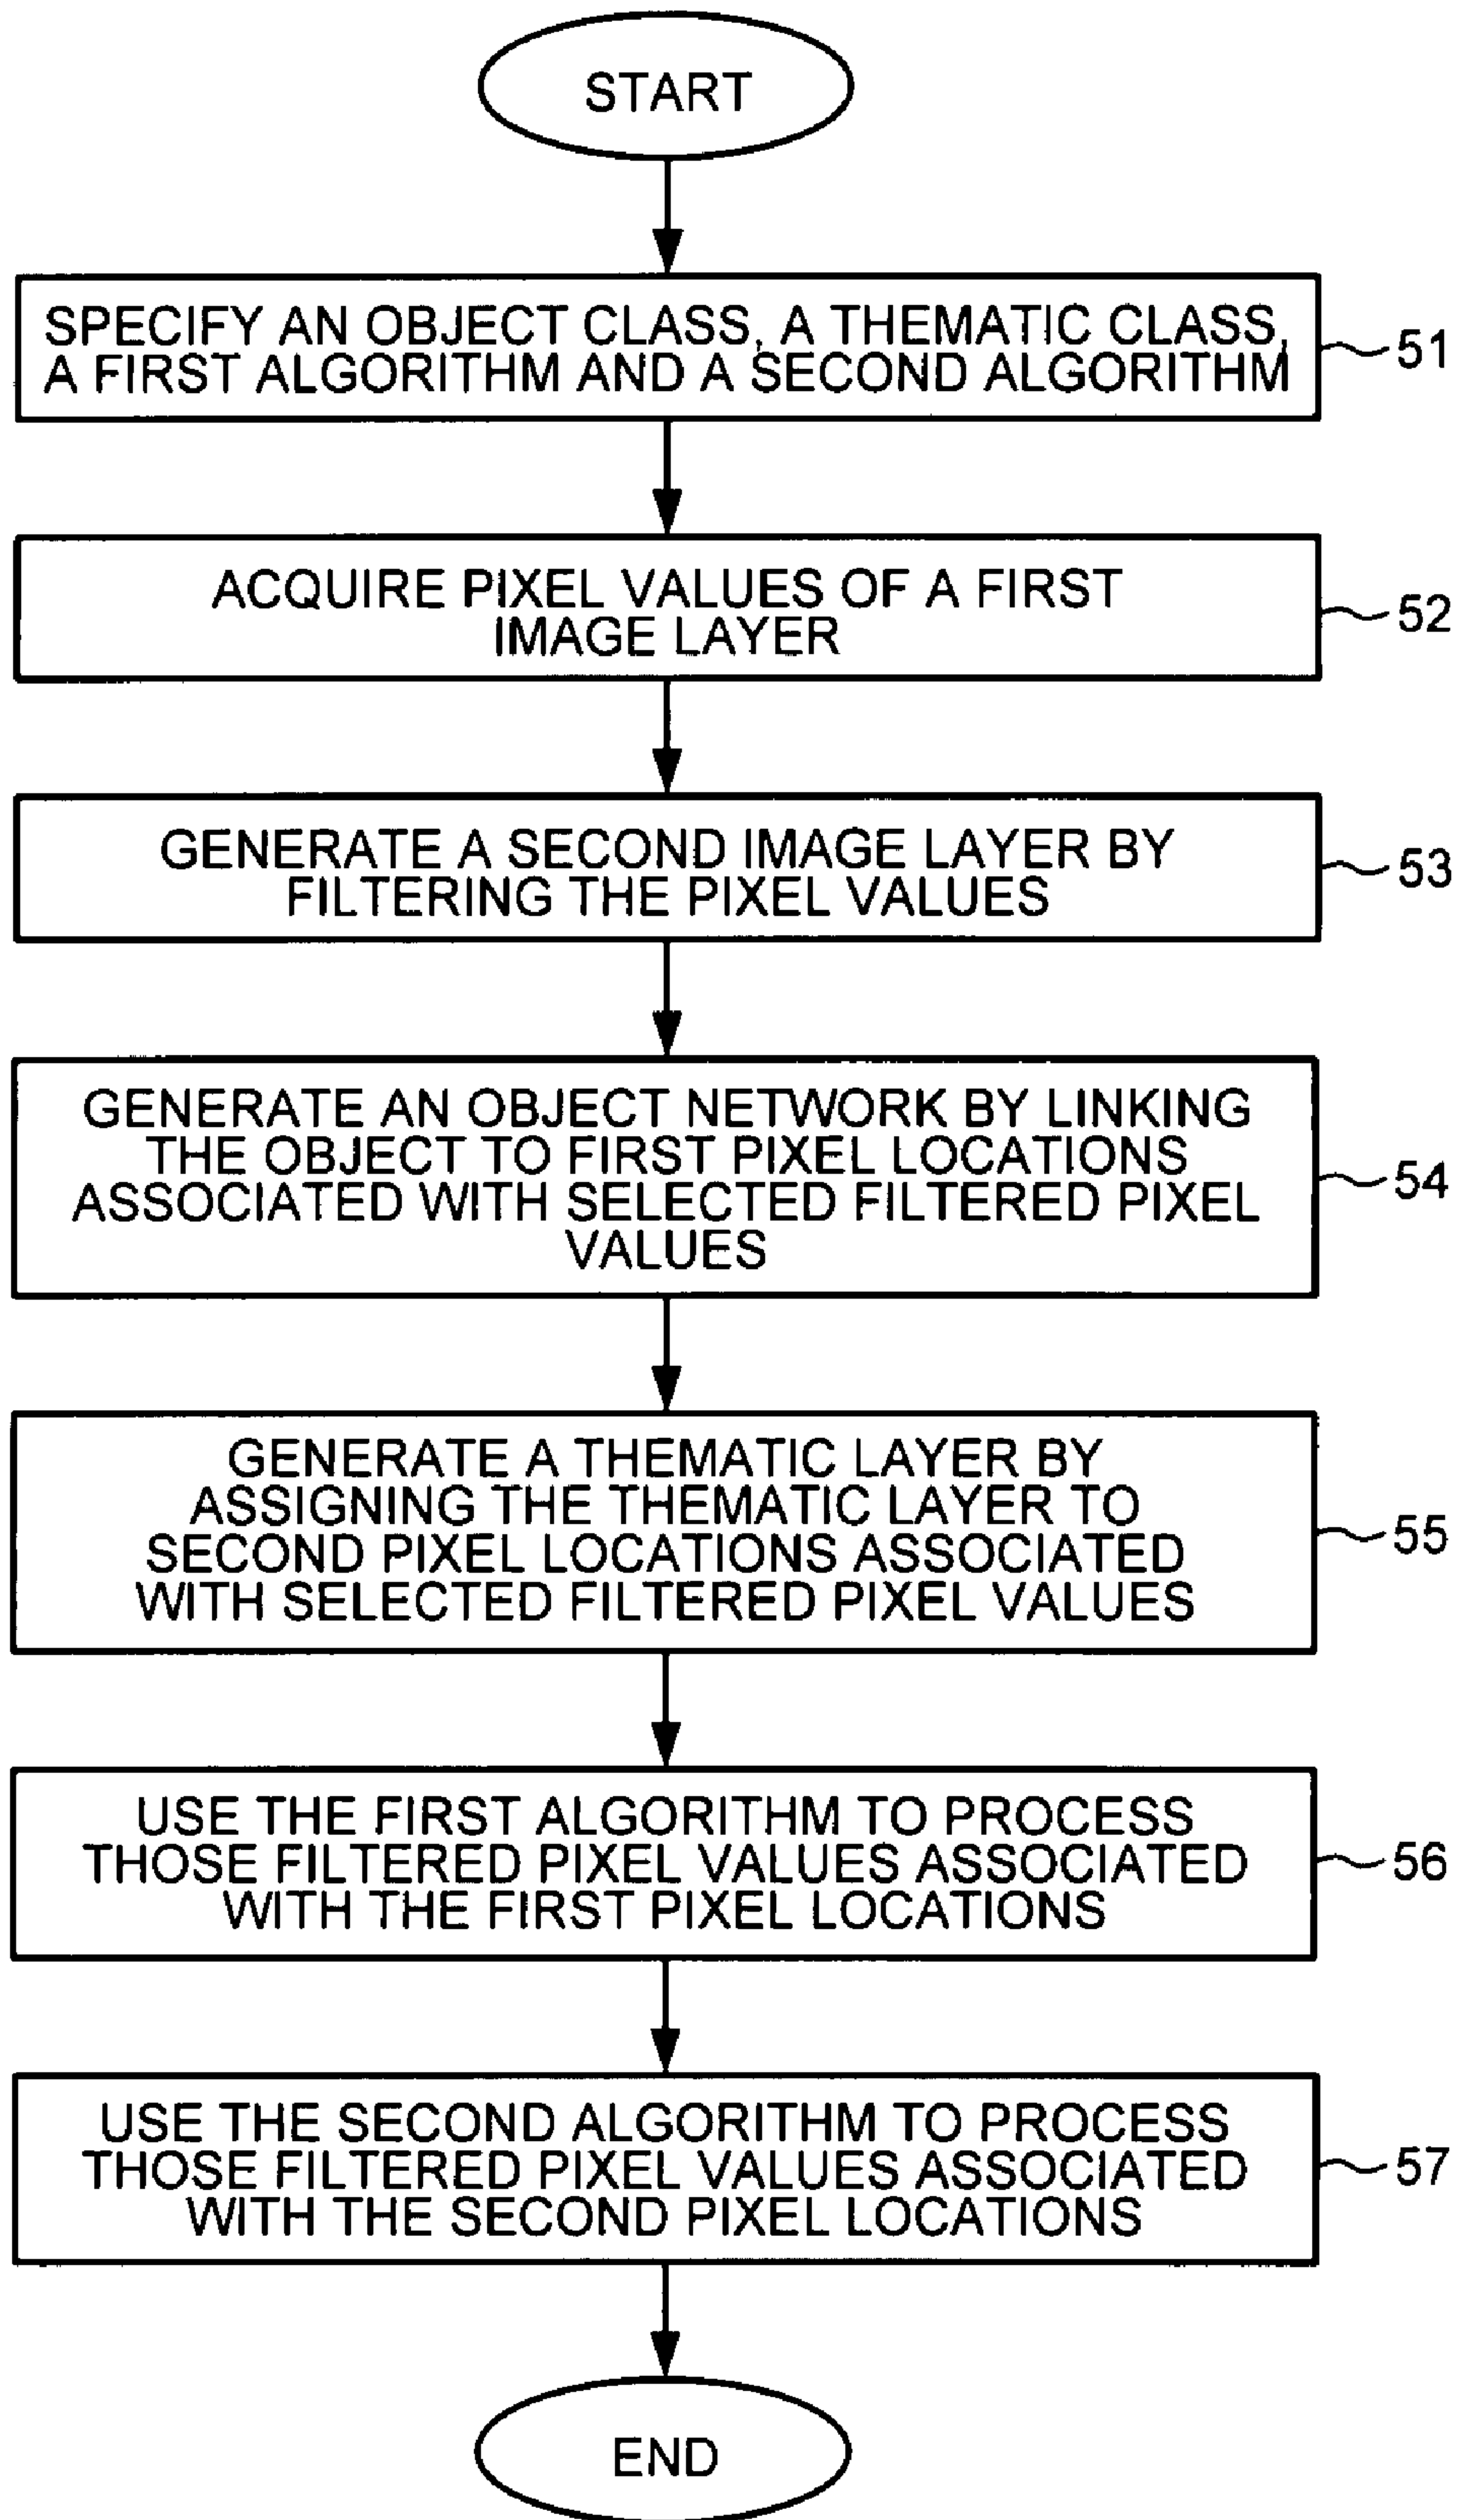 START
SPECIFY AN OBJECT CLASS, A THEMATIC CLASS,
A FIRST ALGORITHM AND A SECOND ALGORITHM
51
ACQUIRE PIXEL VALUES OF A FIRST
IMAGE LAYER
52
GENERATE A SECOND IMAGE LAYER BY
FILTERING THE PIXEL VALUES
53
GENERATE AN OBJECT NETWORK BY LINKING
THE OBJECT TO FIRST PIXEL LOCATIONS
ASSOCIATED WITH SELECTED FILTERED PIXEL
VALUES
54
GENERATE A THEMATIC LAYER BY
ASSIGNING THE THEMATIC LAYER TO
SECOND PIXEL LOCATIONS ASSOCIATED
WITH SELECTED FILTERED PIXEL VALUES
55
USE THE FIRST ALGORITHM TO PROCESS
THOSE FILTERED PIXEL VALUES ASSOCIATED
WITH THE FIRST PIXEL LOCATIONS
56
USE THE SECOND ALGORITHM TO PROCESS
THOSE FILTERED PIXEL VALUES ASSOCIATED
WITH THE SECOND PIXEL LOCATIONS
57
END